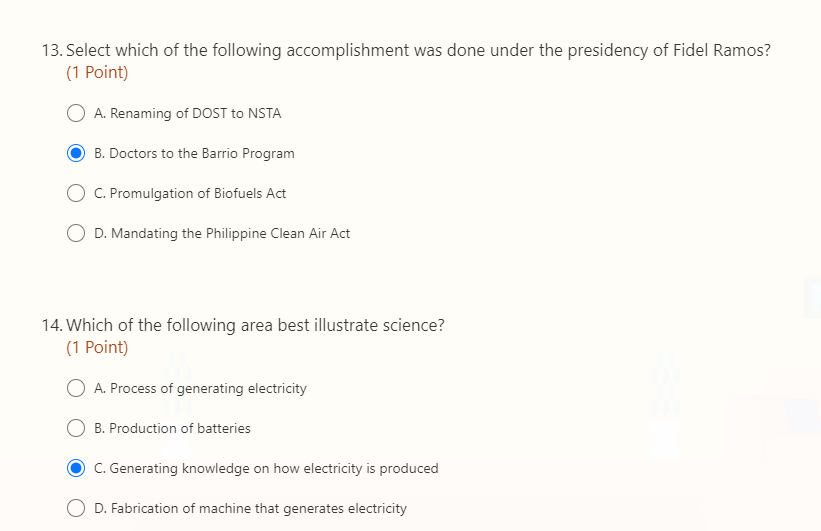 13. Select which of the following accomplishment was done under the presidency of Fidel Ramos?
(1 Point)
A. Renaming of DOST to NSTA
B. Doctors to the Barrio Program
C. Promulgation of Biofuels Act
D. Mandating the Philippine Clean Air Act
14. Which of the following area best illustrate science?
(1 Point)
A. Process of generating electricity
B. Production of batteries
C. Generating knowledge on how electricity is produced
D. Fabrication of machine that generates electricity